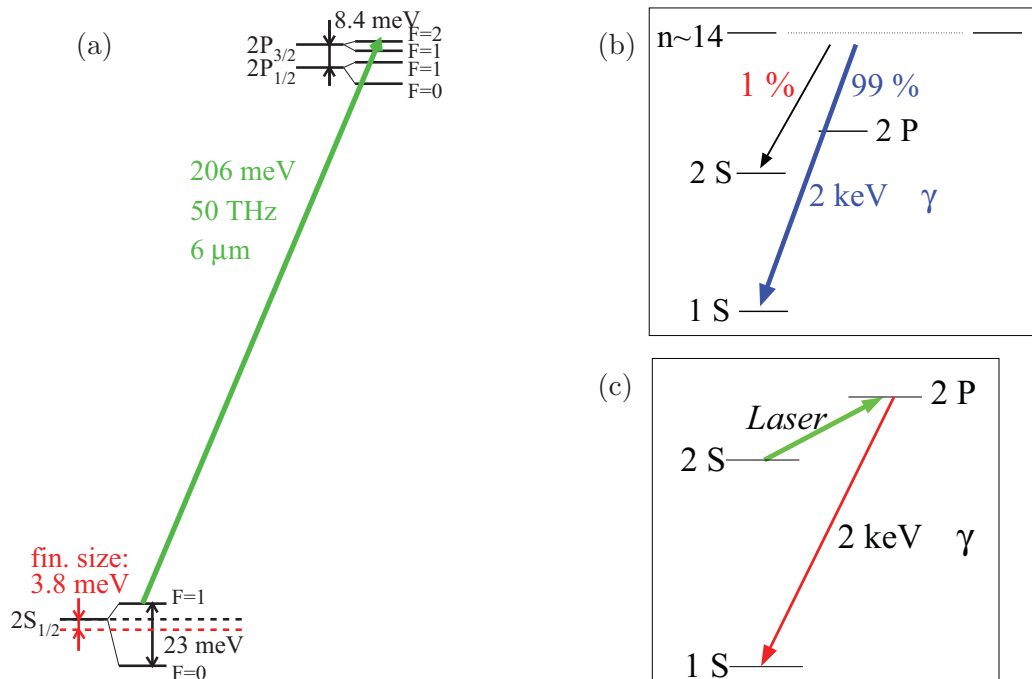 (a)
8.4 meV
2P3/2
F=2
F=1
2P1/2
F=1
F=0
206 meV
50 THz
6 μm
fin. size:
3.8 meV
2S1/2
F=1
23 meV
F=0
(b)
n~14
1 %
99 %
2 P
2 S
2 keV γ
1 S
(c)
2 P
Laser
2 S
2 keV γ
1 S